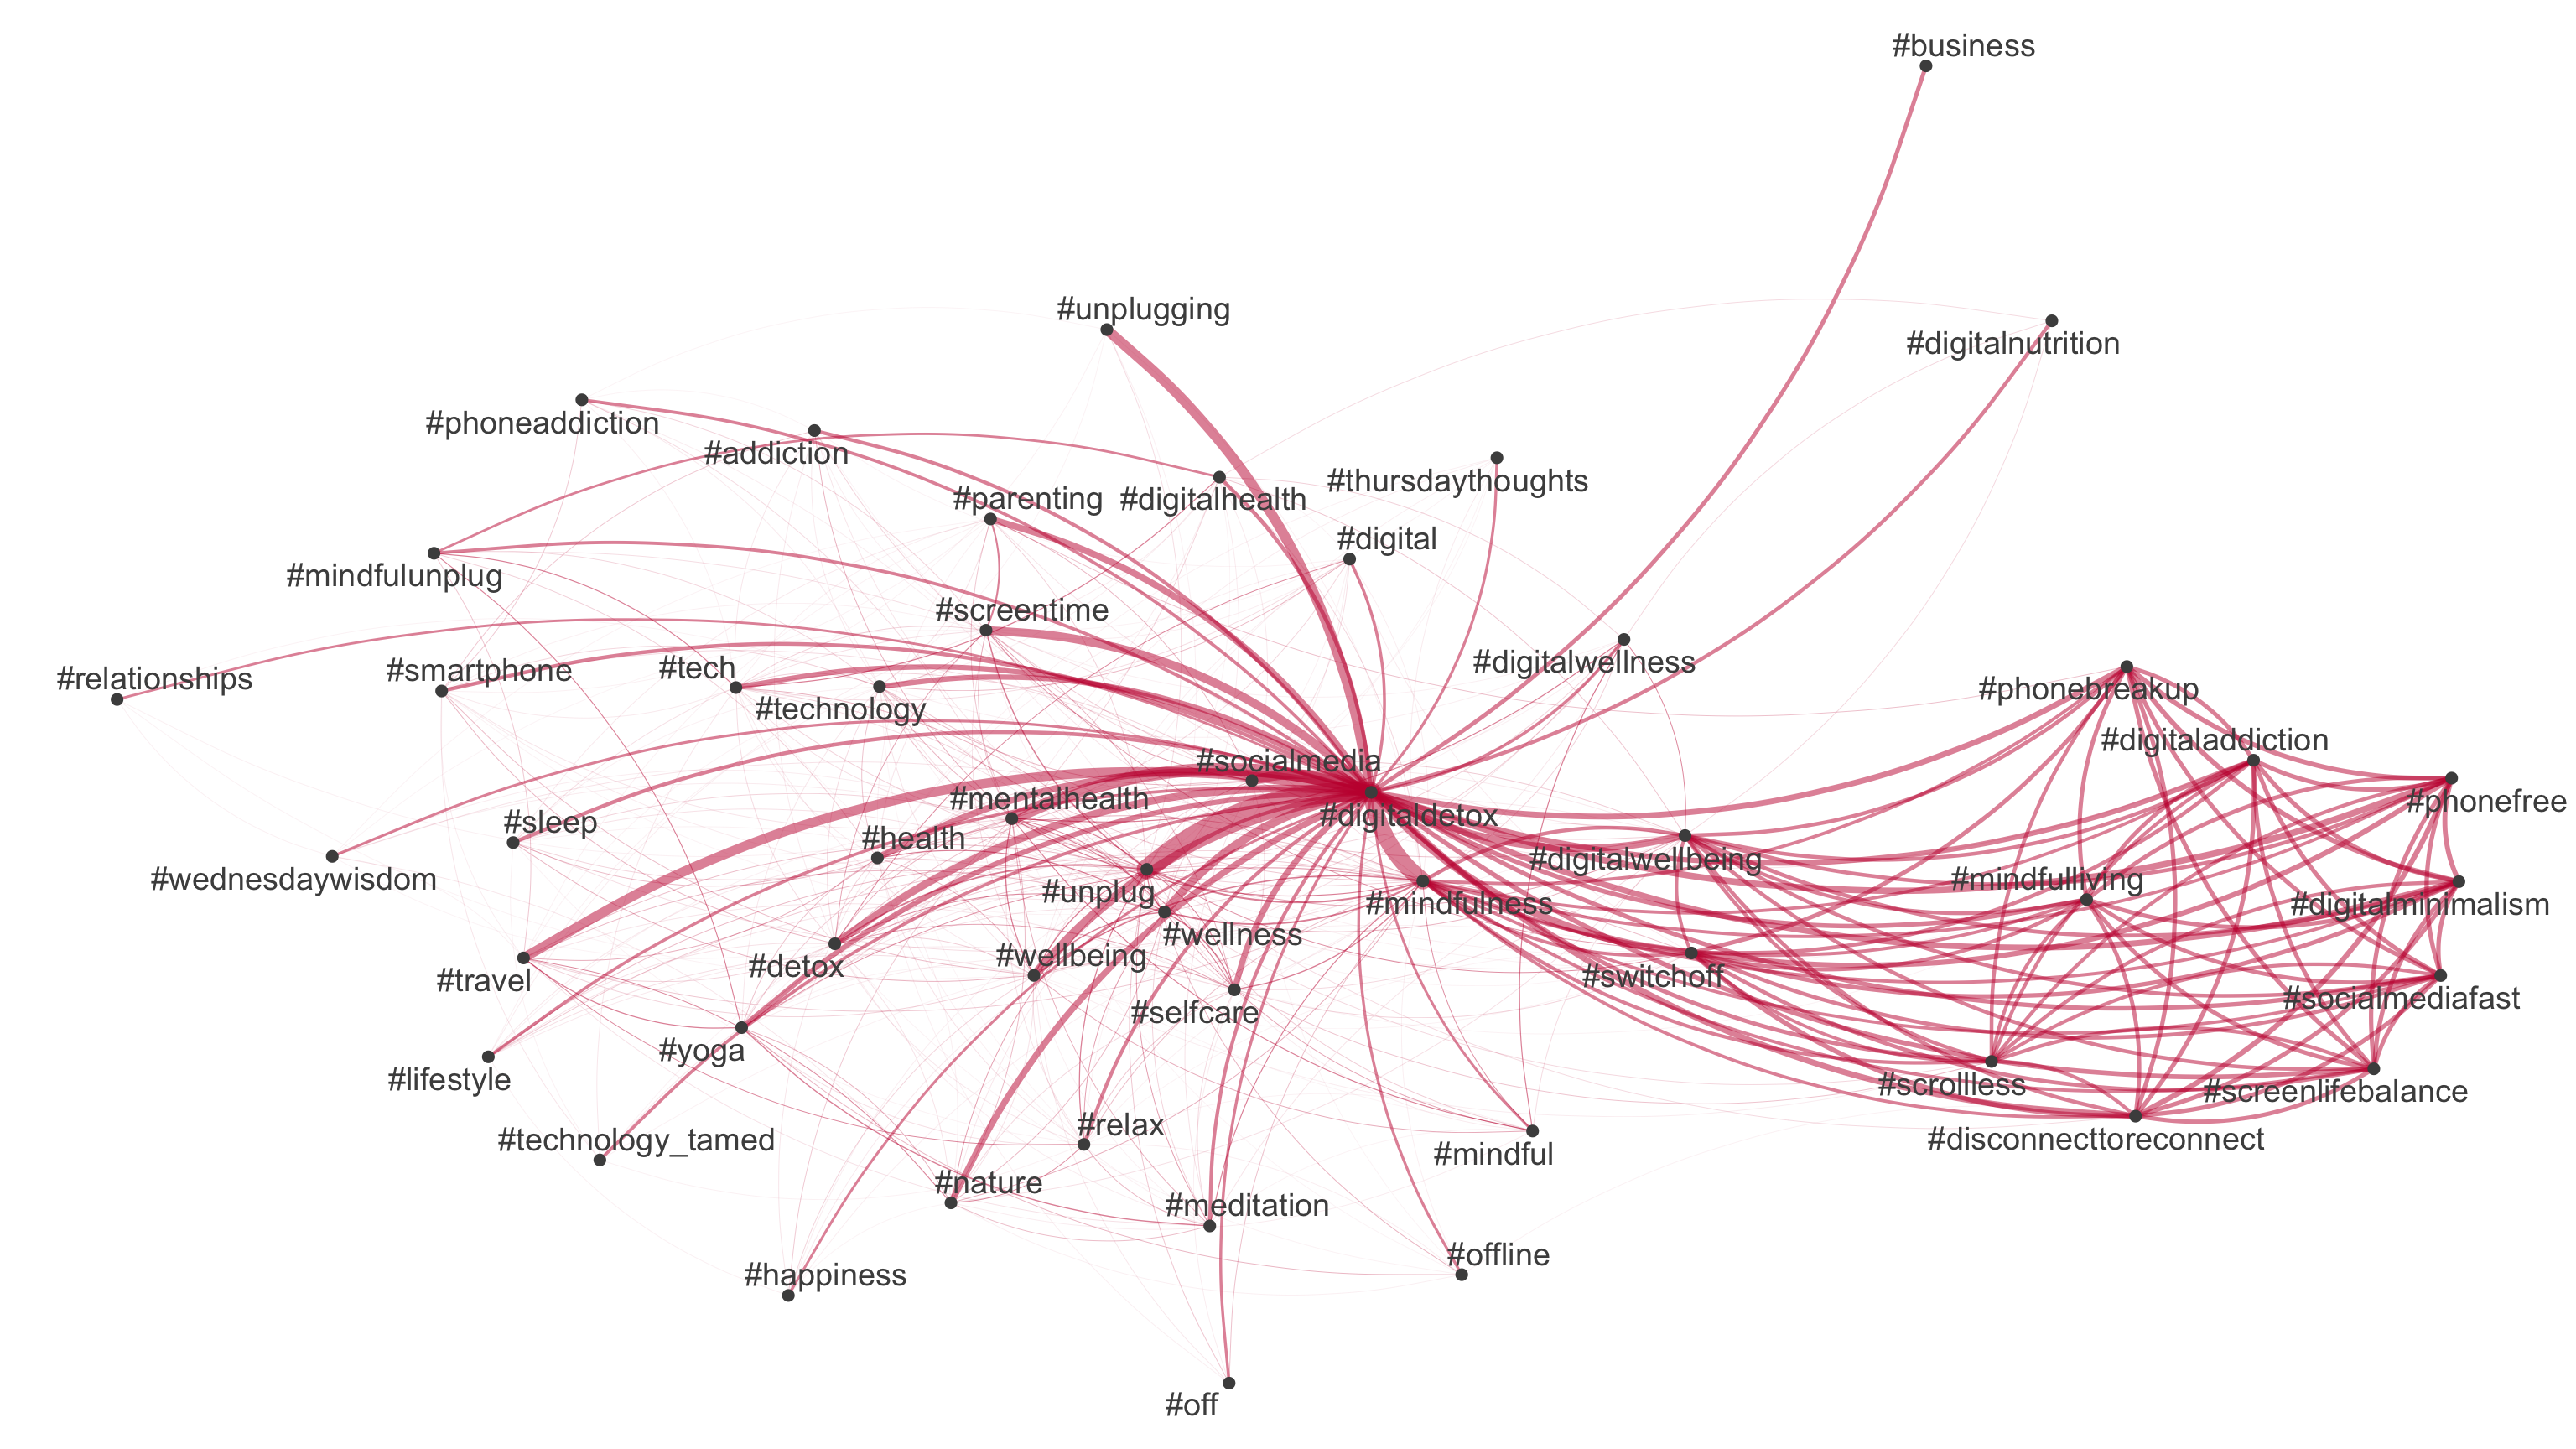 #business
#unplugging
#digitalnutrition
#phoneaddiction
#addiction
#thursdaythoughts
#parenting
#digitalhealth
#digital
#mindfulunplug
#screentime
#digitalwellness
#relationships
#smartphone
#tech
#technology
#phonebreakup
#digitaladdiction
#socialmedia
#mentalhealth
#phonefree
#digitaldetox
#sleep
#health
#digitalwellbeing
#wednesdaywisdom
#mindfulliving
#unplug
#mindfulness
#digitalminimalism
#wellness
#wellbeing
#detox
#travel
#switchoff
#socialmediafast
#selfcare
#yoga
#lifestyle
#scrollless
#screenlifebalance
#relax
#technology_tamed
#disconnecttoreconnect
#mindful
#nature
#meditation
#offline
#happiness
#off